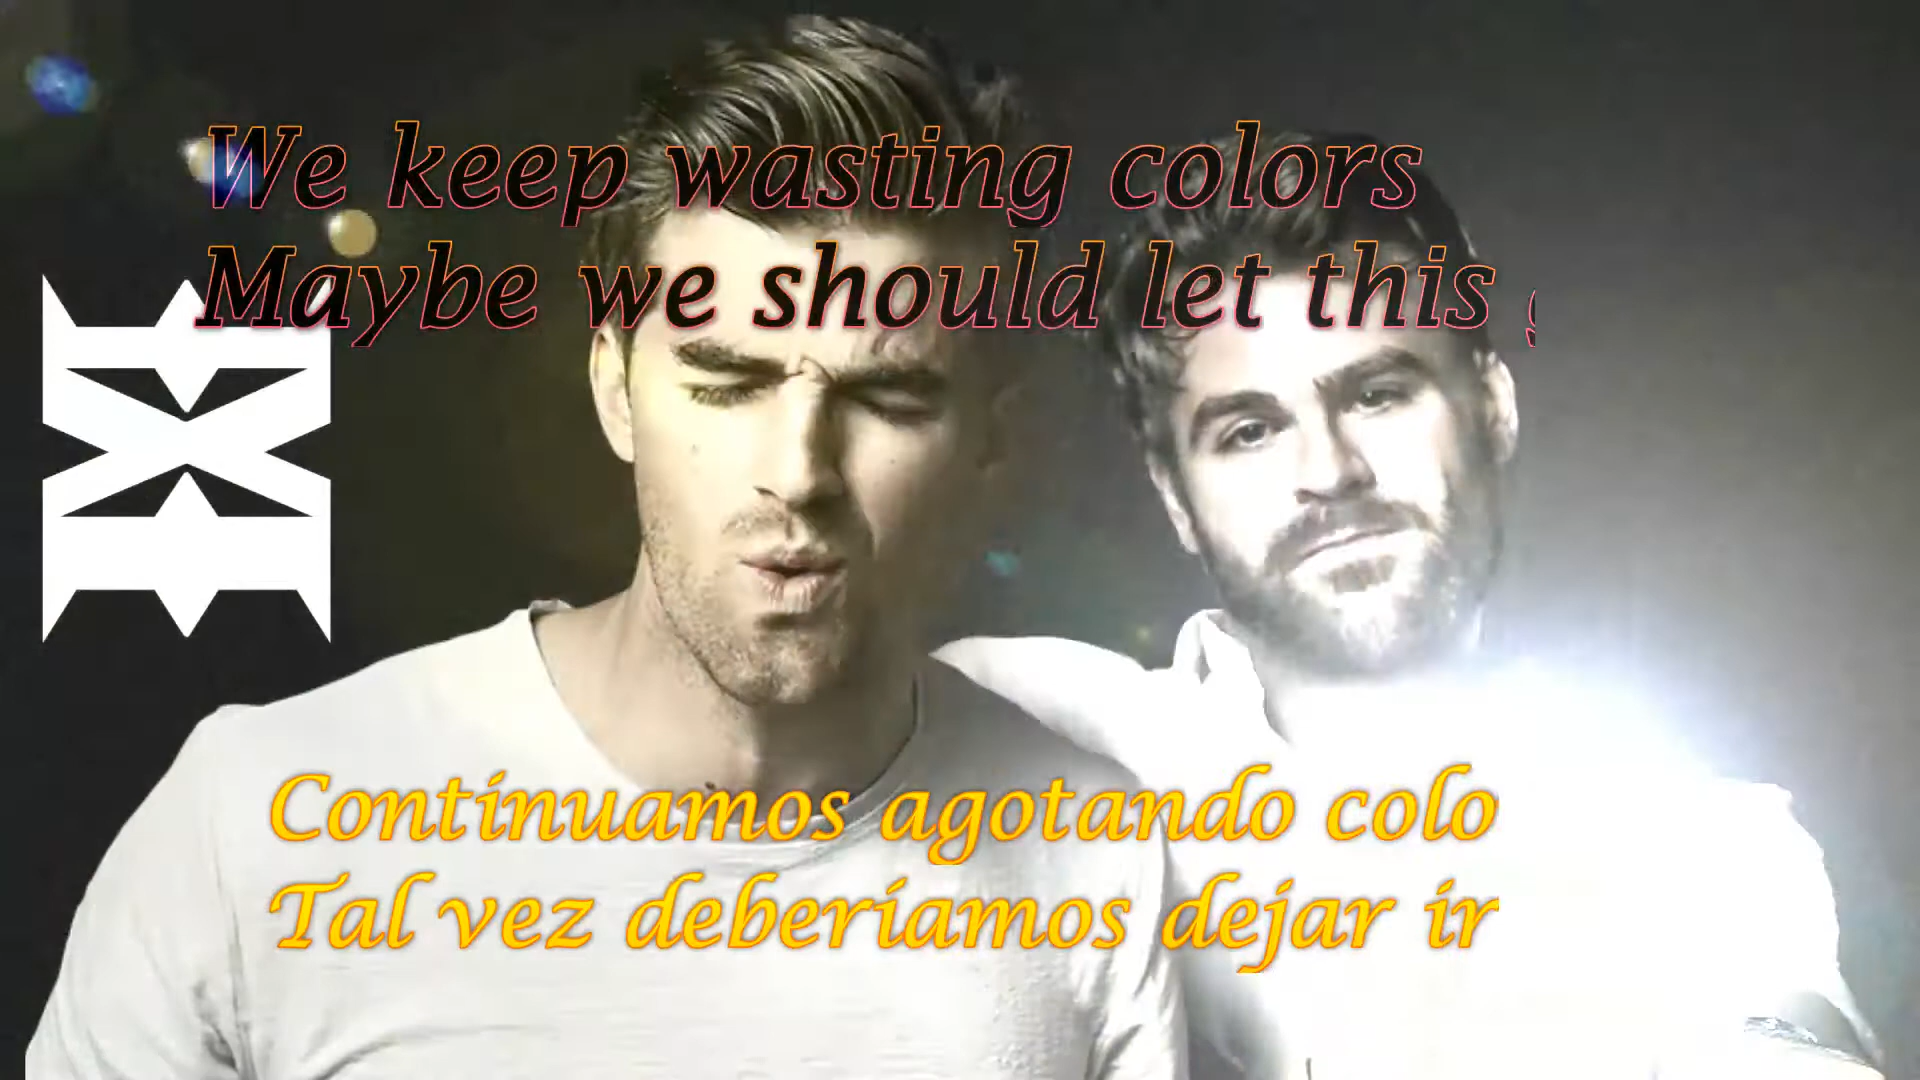 We keep wasting colors
Maybe we should let this
Continuamos agotando colo
Tal vez deberíamos dejar ir